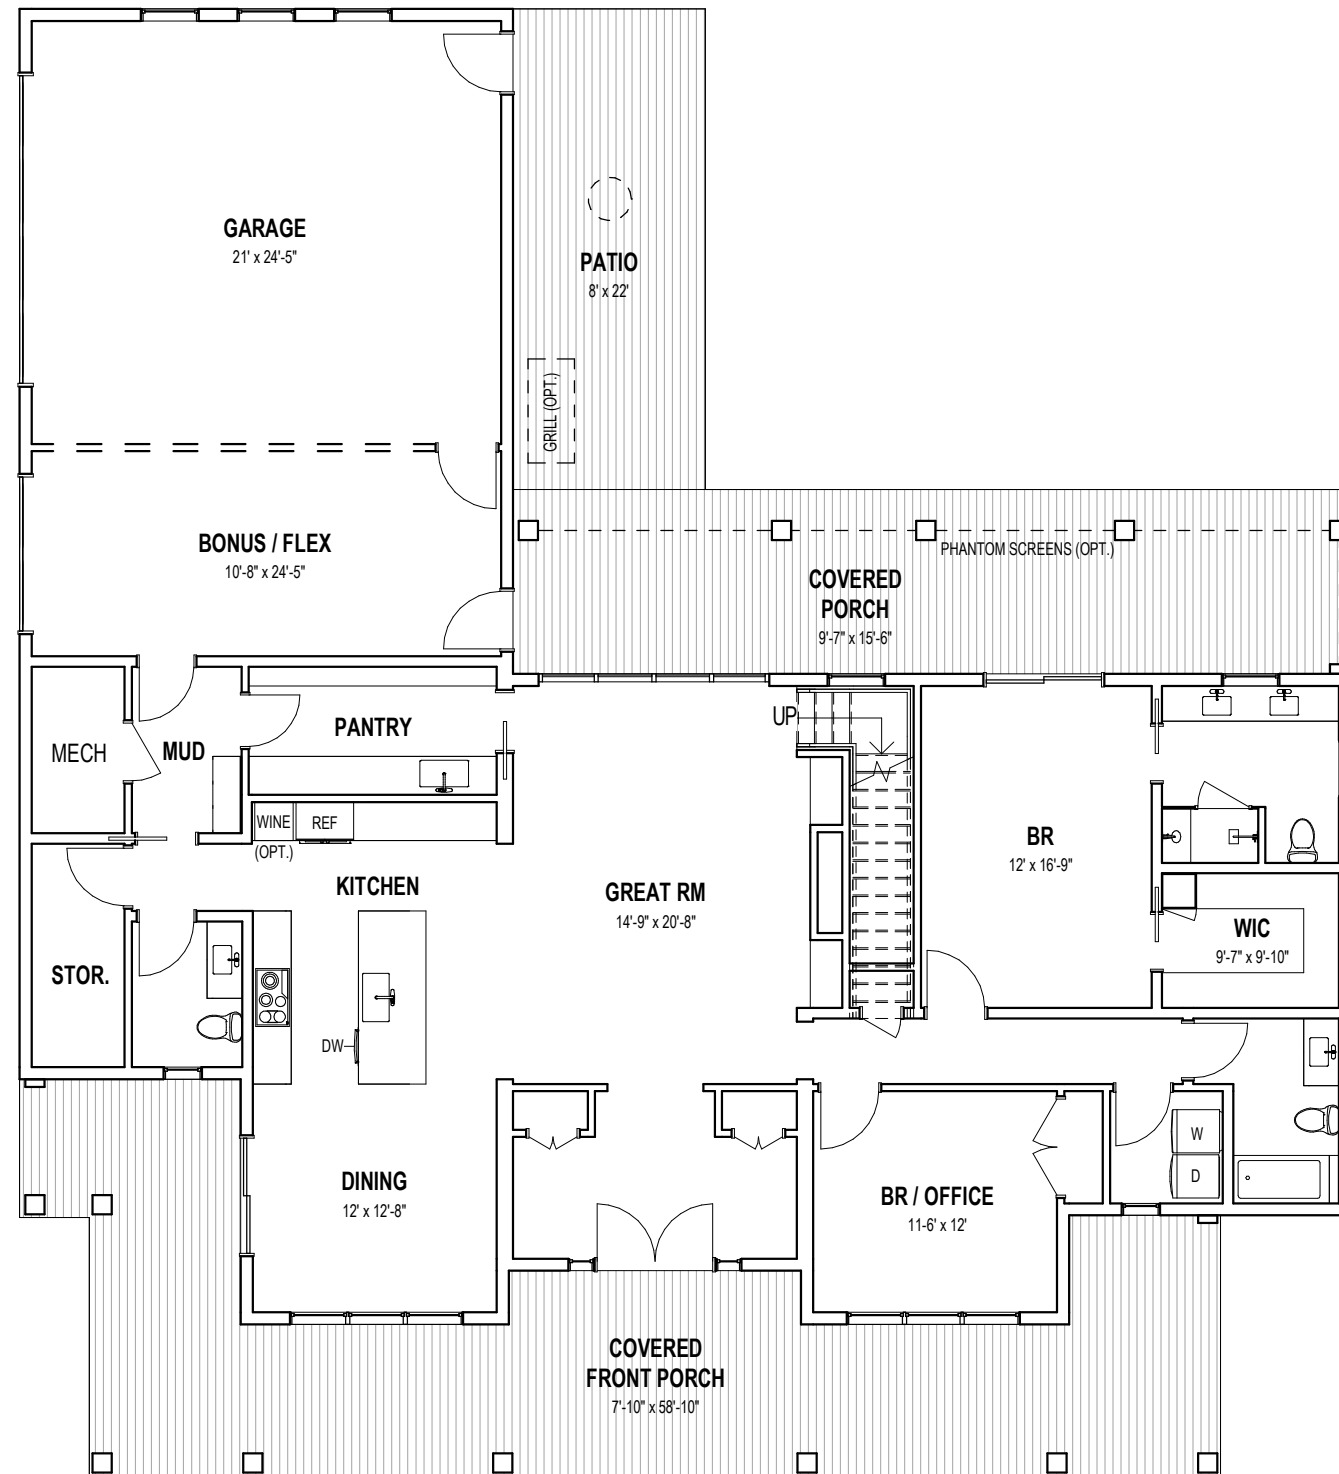 GARAGE
21' x 24'-5"
PATIO
8' x 22'
GRILL (OPT.)
BONUS / FLEX
10'-8" x 24'-5"
PHANTOM SCREENS (OPT.)
COVERED
PORCH
9'-7" x 15'-6"
MECH
MUD
PANTRY
UP
WINE
(OPT.)
REF
KITCHEN
GREAT RM
14'-9" x 20'-8"
BR
12' x 16'-9"
WIC
9'-7" x 9'-10"
STOR.
DW
DINING
12' x 12'-8"
BR / OFFICE
11-6' x 12'
W
D
COVERED
FRONT PORCH
7'-10" x 58'-10"